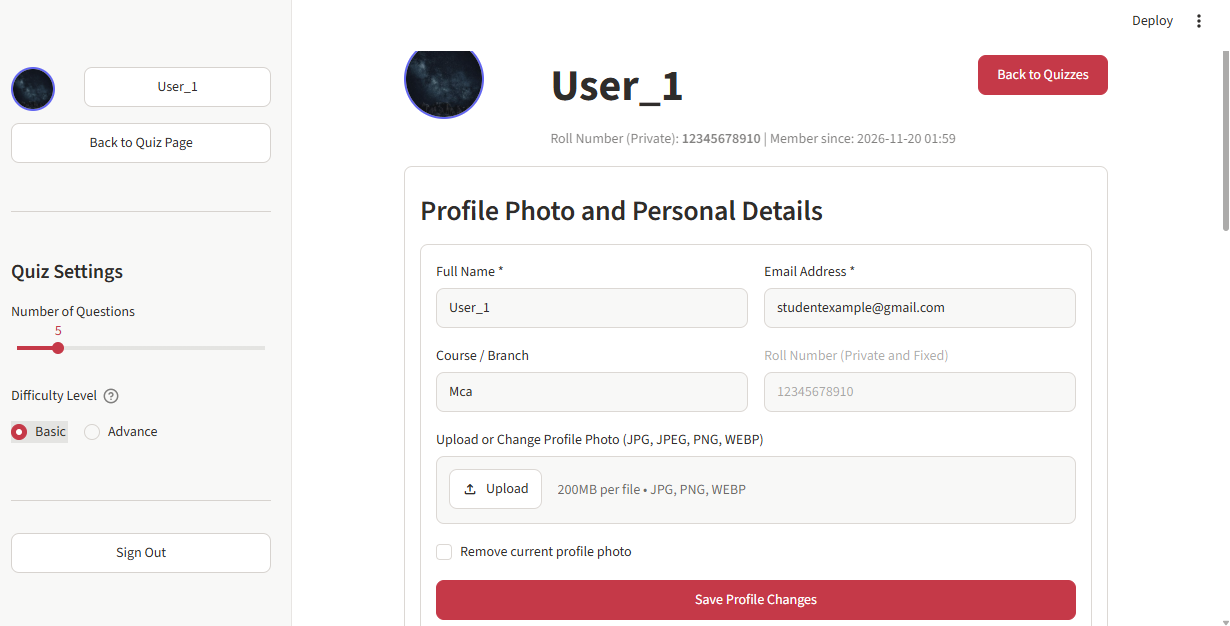 Deploy
User_1
Back to Quiz Page
Quiz Settings
Number of Questions
5
Difficulty Level
Basic
Advance
Sign Out
User_1
Back to Quizzes
Roll Number (Private): 12345678910 | Member since: 2026-11-20 01:59
Profile Photo and Personal Details
Full Name *
Email Address *
User_1
studentexample@gmail.com
Course / Branch
Roll Number (Private and Fixed)
Mca
12345678910
Upload or Change Profile Photo (JPG, JPEG, PNG, WEBP)
Upload
200MB per file • JPG, PNG, WEBP
Remove current profile photo
Save Profile Changes